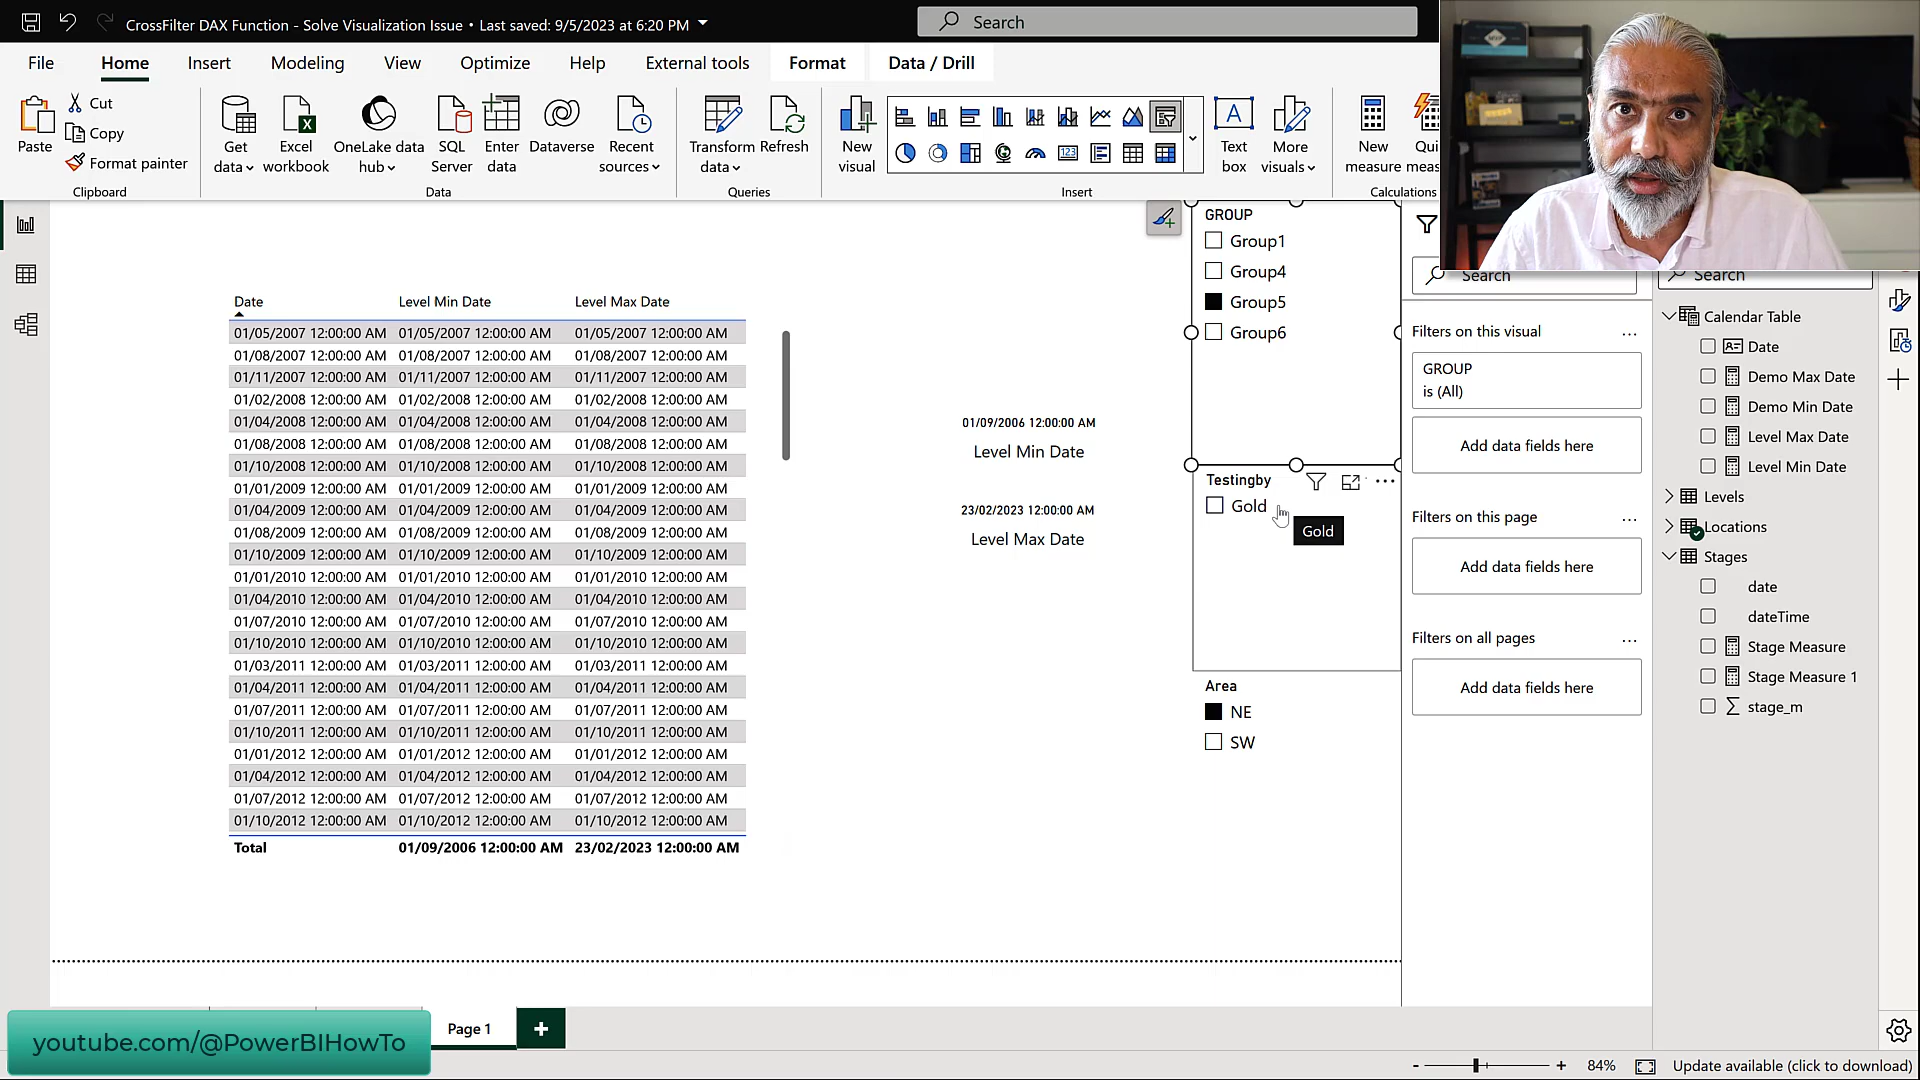 CrossFilter DAX Function - Solve Visualization Issue • Last saved: 9/5/2023 at 6:20 PM
Search
File
Home
Insert
Modeling
View
Optimize
Help
External tools
Format
Data / Drill
Paste
Cut
Copy
Format painter
Clipboard
Get data
Excel workbook
OneLake data hub
SQL Server
Enter data
Dataverse
Recent sources
Data
Transform data
Refresh
Queries
New visual
Text box
More visuals
Insert
New measure
Qui
measure
Calculations
Date
Level Min Date
Level Max Date
01/05/2007 12:00:00 AM 01/05/2007 12:00:00 AM 01/05/2007 12:00:00 AM
01/08/2007 12:00:00 AM 01/08/2007 12:00:00 AM 01/08/2007 12:00:00 AM
01/11/2007 12:00:00 AM 01/11/2007 12:00:00 AM 01/11/2007 12:00:00 AM
01/02/2008 12:00:00 AM 01/02/2008 12:00:00 AM 01/02/2008 12:00:00 AM
01/04/2008 12:00:00 AM 01/04/2008 12:00:00 AM 01/04/2008 12:00:00 AM
01/08/2008 12:00:00 AM 01/08/2008 12:00:00 AM 01/08/2008 12:00:00 AM
01/10/2008 12:00:00 AM 01/10/2008 12:00:00 AM 01/10/2008 12:00:00 AM
01/01/2009 12:00:00 AM 01/01/2009 12:00:00 AM 01/01/2009 12:00:00 AM
01/04/2009 12:00:00 AM 01/04/2009 12:00:00 AM 01/04/2009 12:00:00 AM
01/08/2009 12:00:00 AM 01/08/2009 12:00:00 AM 01/08/2009 12:00:00 AM
01/10/2009 12:00:00 AM 01/10/2009 12:00:00 AM 01/10/2009 12:00:00 AM
01/01/2010 12:00:00 AM 01/01/2010 12:00:00 AM 01/01/2010 12:00:00 AM
01/04/2010 12:00:00 AM 01/04/2010 12:00:00 AM 01/04/2010 12:00:00 AM
01/07/2010 12:00:00 AM 01/07/2010 12:00:00 AM 01/07/2010 12:00:00 AM
01/10/2010 12:00:00 AM 01/10/2010 12:00:00 AM 01/10/2010 12:00:00 AM
01/03/2011 12:00:00 AM 01/03/2011 12:00:00 AM 01/03/2011 12:00:00 AM
01/04/2011 12:00:00 AM 01/04/2011 12:00:00 AM 01/04/2011 12:00:00 AM
01/07/2011 12:00:00 AM 01/07/2011 12:00:00 AM 01/07/2011 12:00:00 AM
01/10/2011 12:00:00 AM 01/10/2011 12:00:00 AM 01/10/2011 12:00:00 AM
01/01/2012 12:00:00 AM 01/01/2012 12:00:00 AM 01/01/2012 12:00:00 AM
01/04/2012 12:00:00 AM 01/04/2012 12:00:00 AM 01/04/2012 12:00:00 AM
01/07/2012 12:00:00 AM 01/07/2012 12:00:00 AM 01/07/2012 12:00:00 AM
01/10/2012 12:00:00 AM 01/10/2012 12:00:00 AM 01/10/2012 12:00:00 AM
Total 01/09/2006 12:00:00 AM 23/02/2023 12:00:00 AM
01/09/2006 12:00:00 AM
Level Min Date
23/02/2023 12:00:00 AM
Level Max Date
GROUP
Group1
Group4
Group5
Group6
Testingby
Gold
Gold
Area
NE
SW
Search
Filters on this visual
GROUP
is (All)
Add data fields here
Filters on this page
Add data fields here
Filters on all pages
Add data fields here
Search
Calendar Table
Date
Demo Max Date
Demo Min Date
Level Max Date
Level Min Date
Levels
Locations
Stages
date
dateTime
Stage Measure
Stage Measure 1
stage_m
youtube.com/@PowerBIHowTo
Page 1
84%
Update available (click to download)